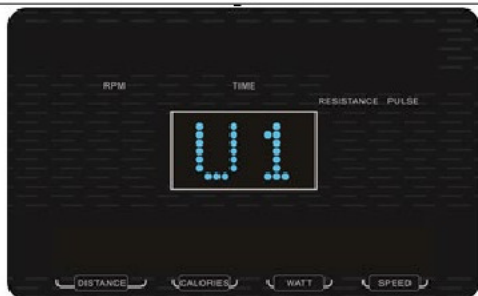 RPM TIME
RESISTANCE PULSE
U1
DISTANCE CALORIES WATT SPEED